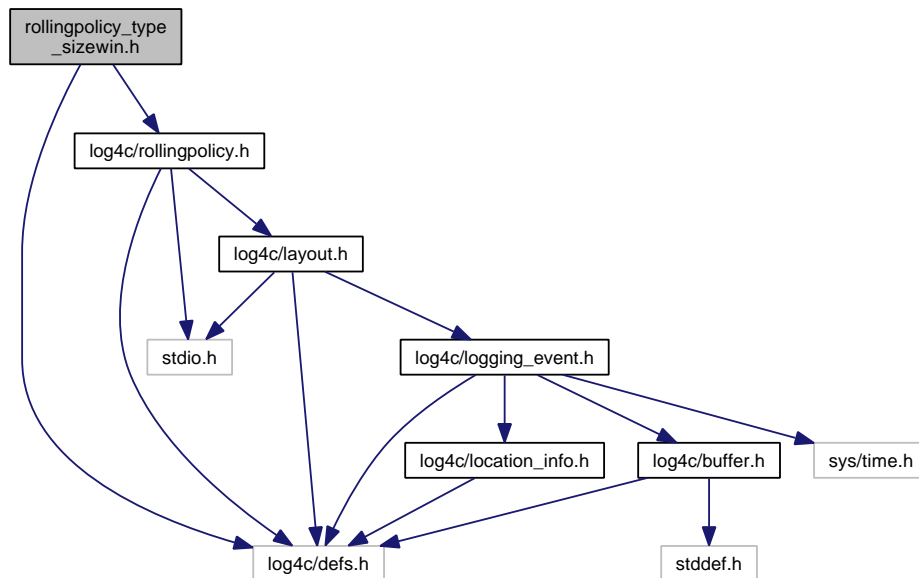 rollingpolicy_type
_sizewin.h
log4c/rollingpolicy.h
log4c/layout.h
stdio.h
log4c/logging_event.h
log4c/location_info.h
log4c/buffer.h
sys/time.h
log4c/defs.h
stddef.h